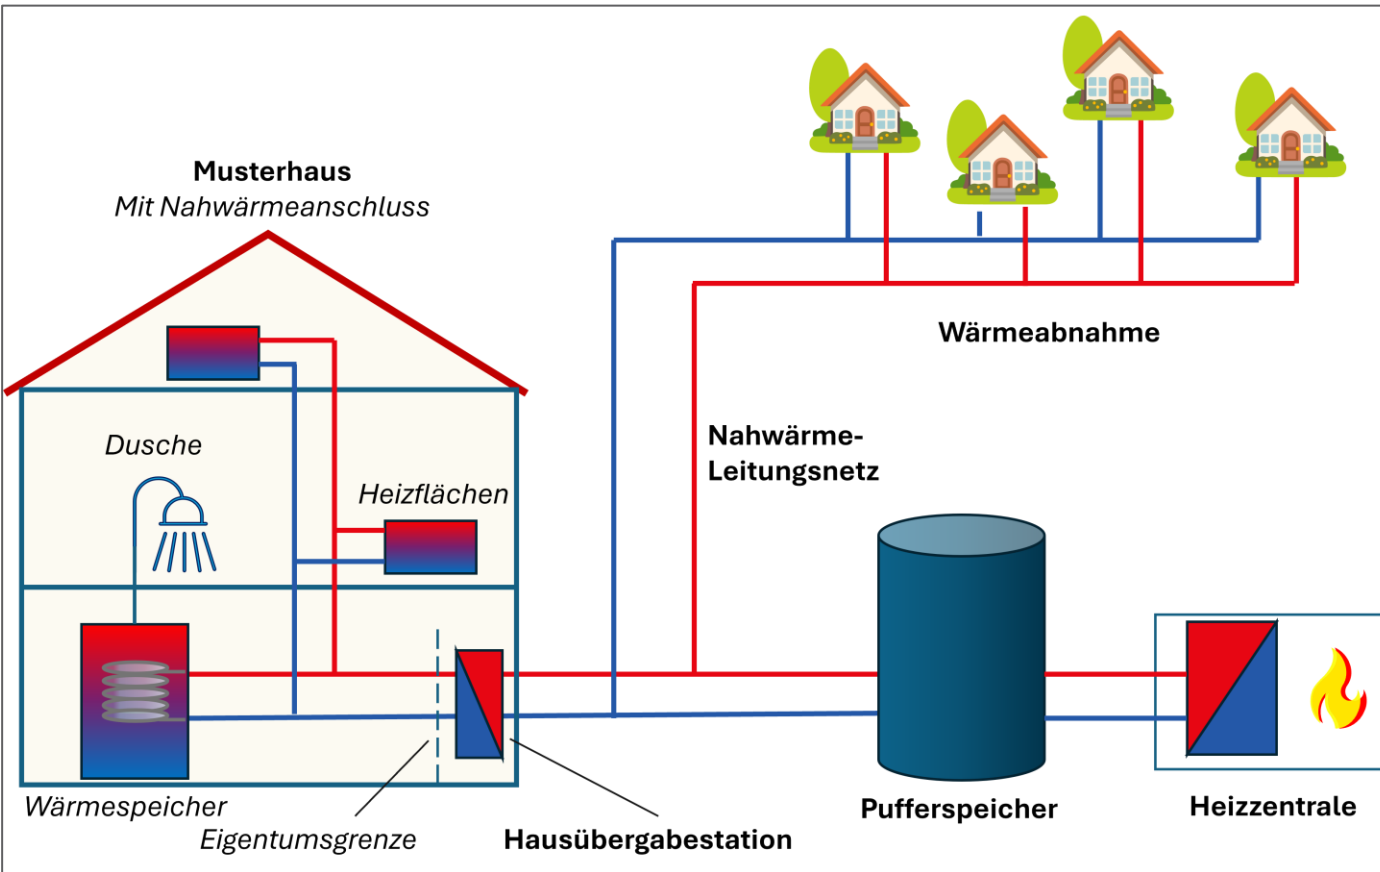 Musterhaus
Mit Nahwärmeanschluss
Wärmeabnahme
Dusche
Nahwärme-
Leitungsnetz
Heizflächen
Wärmespeicher
Eigentumsgrenze
Hausübergabestation
Pufferspeicher
Heizzentrale